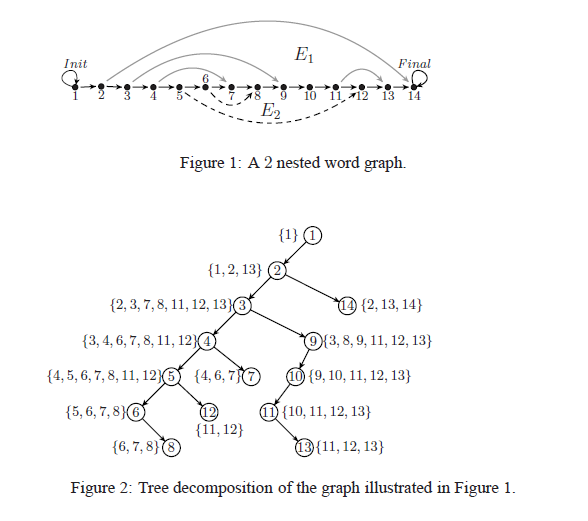 E1
Init
Final
6
1 2 3 4 5 7 8 9 10 11 12 13 14
E2
Figure 1: A 2 nested word graph.
{1} 1
{1, 2, 13} 2
{2, 3, 7, 8, 11, 12, 13} 3 14 {2, 13, 14}
{3, 4, 6, 7, 8, 11, 12} 4 9 {3, 8, 9, 11, 12, 13}
{4, 5, 6, 7, 8, 11, 12} 5 {4, 6, 7} 7 10 {9, 10, 11, 12, 13}
{5, 6, 7, 8} 6 12 11 {10, 11, 12, 13}
{11, 12}
{6, 7, 8} 8 13 {11, 12, 13}
Figure 2: Tree decomposition of the graph illustrated in Figure 1.